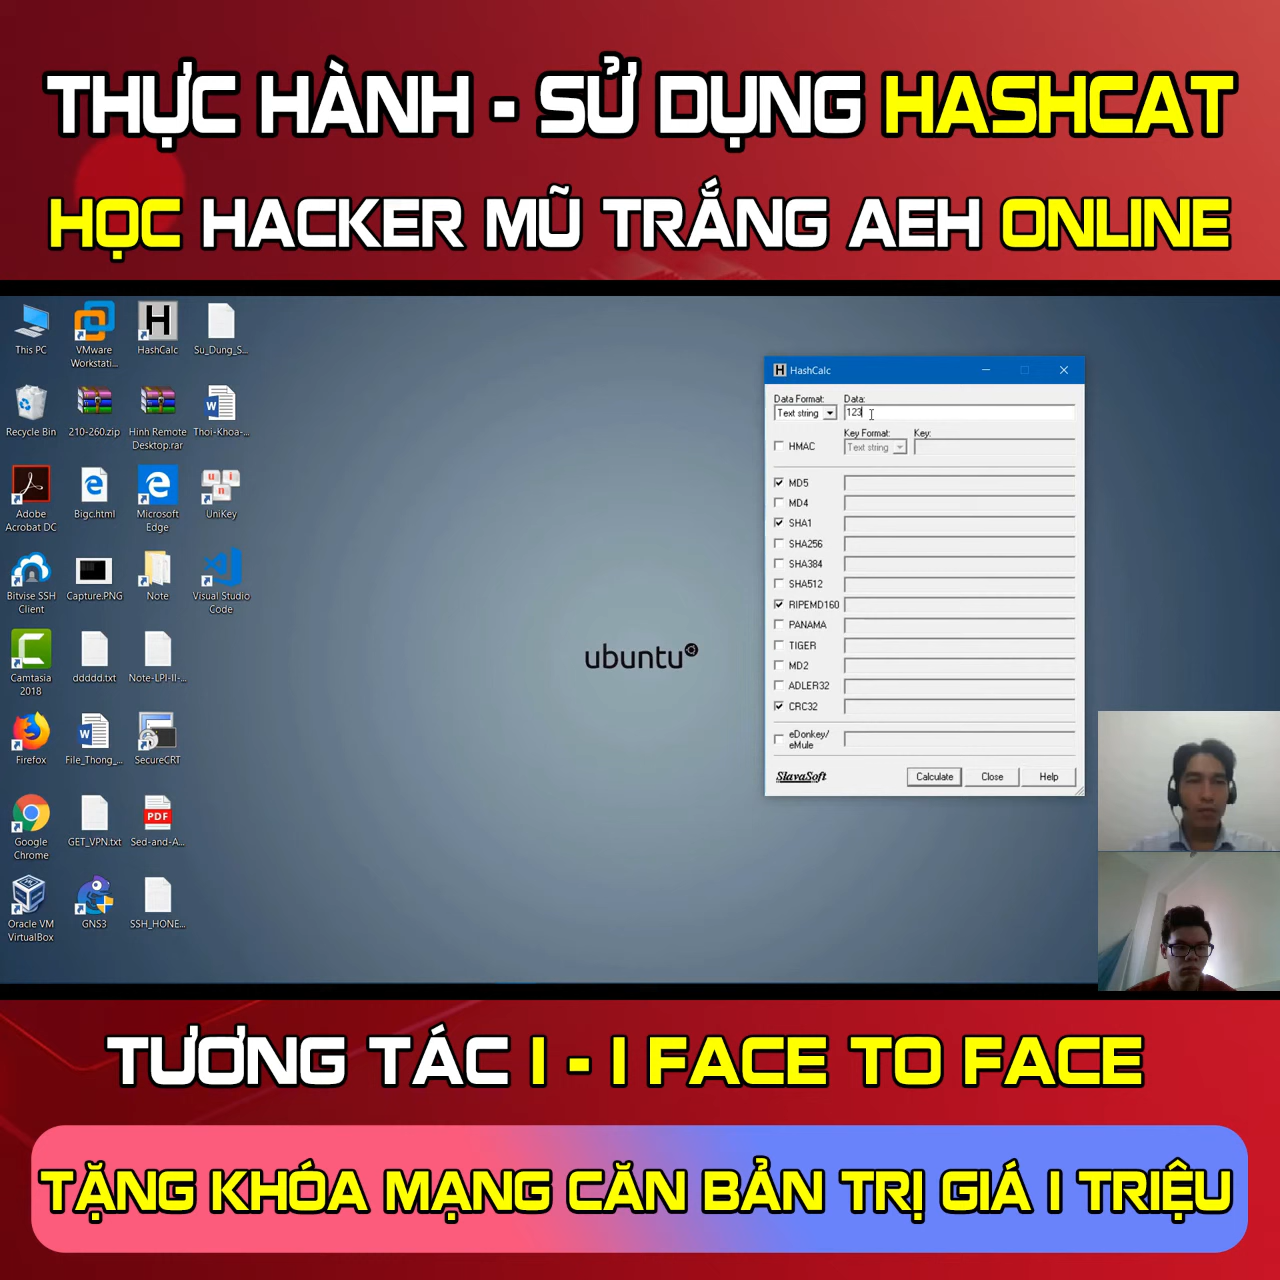 THỰC HÀNH - SỬ DỤNG HASHCAT
HỌC HACKER MŨ TRẮNG AEH ONLINE
This PC
VMware Workstati...
HashCalc
Su_Dung_S...
Recycle Bin
210-260.zip
Hinh Remote Desktop.rar
Thoi-Khoa-...
Adobe Acrobat DC
Bigc.html
Microsoft Edge
UniKey
Bitvise SSH Client
Capture.PNG
Note
Visual Studio Code
Camtasia 2018
ddddd.txt
Note-LPI-II-...
Firefox
File_Thong_...
SecureCRT
Google Chrome
GET_VPN.txt
PDF
Sed-and-A...
Oracle VM VirtualBox
GNS3
SSH_HONE...
ubuntu
H HashCalc
Data Format:
Data:
Text string
123
HMAC
Key Format:
Key:
Text string
MD5
MD4
SHA1
SHA256
SHA384
SHA512
RIPEMD160
PANAMA
TIGER
MD2
ADLER32
CRC32
eDonkey/
eMule
SlavaSoft
Calculate
Close
Help
TƯƠNG TÁC 1 - 1 FACE TO FACE
TẶNG KHÓA MẠNG CĂN BẢN TRỊ GIÁ 1 TRIỆU